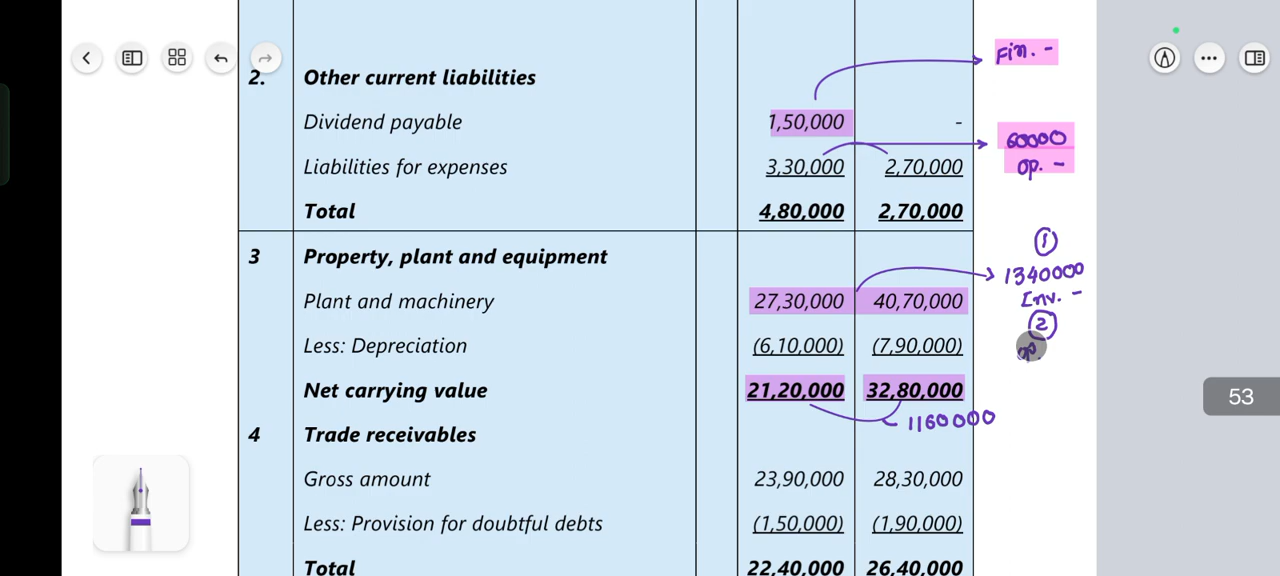 Fin. -
2. Other current liabilities
Dividend payable 1,50,000 -
60000
Liabilities for expenses 3,30,000 2,70,000
op. -
Total 4,80,000 2,70,000
3 Property, plant and equipment
1
1340000
Plant and machinery 27,30,000 40,70,000
Inv. -
2
Less: Depreciation (6,10,000) (7,90,000)
op.
Net carrying value 21,20,000 32,80,000
53
1160000
4 Trade receivables
Gross amount 23,90,000 28,30,000
Less: Provision for doubtful debts (1,50,000) (1,90,000)
Total 22,40,000 26,40,000